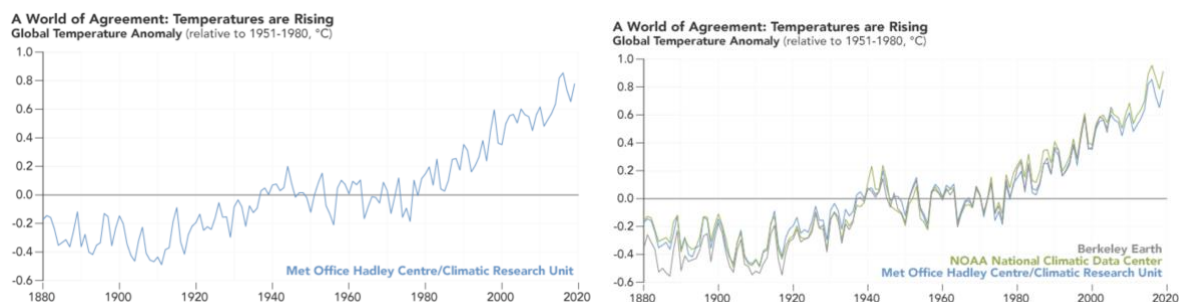 A World of Agreement: Temperatures are Rising
Global Temperature Anomaly (relative to 1951-1980, °C)
1.0
0.8
0.6
0.4
0.2
0.0
-0.2
-0.4
-0.6
Met Office Hadley Centre/Climatic Research Unit
1880 1900 1920 1940 1960 1980 2000 2020
A World of Agreement: Temperatures are Rising
Global Temperature Anomaly (relative to 1951-1980, °C)
1.0
0.8
0.6
0.4
0.2
0.0
-0.2
-0.4
-0.6
Berkeley Earth
NOAA National Climatic Data Center
Met Office Hadley Centre/Climatic Research Unit
1880 1900 1920 1940 1960 1980 2000 2020